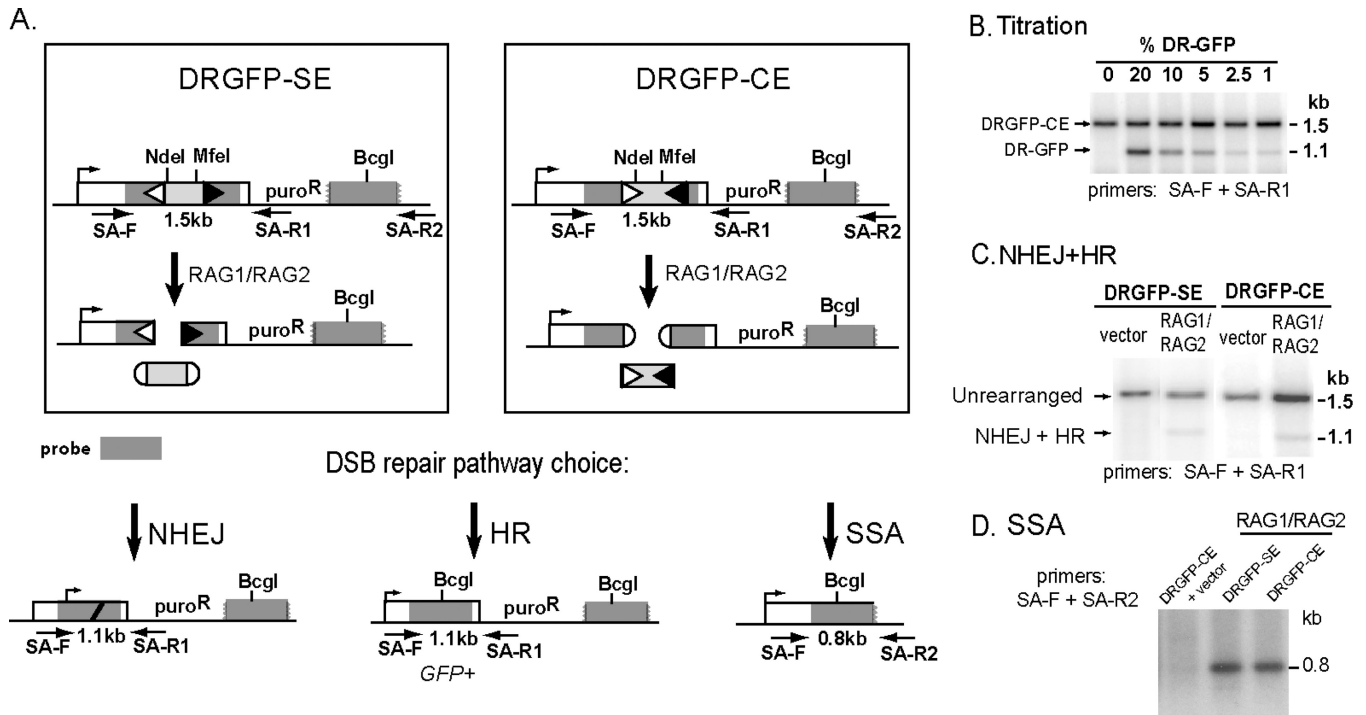 A.
DRGFP-SE
NdeI MfeI
BcgI
puroR
SA-F
1.5kb
SA-R1
SA-R2
RAG1/RAG2
BcgI
puroR
DRGFP-CE
NdeI MfeI
BcgI
puroR
SA-F
1.5kb
SA-R1
SA-R2
RAG1/RAG2
BcgI
puroR
probe
DSB repair pathway choice:
NHEJ
BcgI
puroR
SA-F
1.1kb
SA-R1
HR
BcgI
BcgI
puroR
SA-F
1.1kb
SA-R1
GFP+
SSA
BcgI
SA-F
0.8kb
SA-R2
B. Titration
% DR-GFP
0 20 10 5 2.5 1
kb
DRGFP-CE
1.5
DR-GFP
1.1
primers: SA-F + SA-R1
C. NHEJ+HR
DRGFP-SE DRGFP-CE
vector RAG1/RAG2 vector RAG1/RAG2
kb
Unrearranged
-1.5
NHEJ + HR
-1.1
primers: SA-F + SA-R1
D. SSA
RAG1/RAG2
primers:
SA-F + SA-R2
DRGFP-CE + vector
DRGFP-SE
DRGFP-CE
kb
0.8